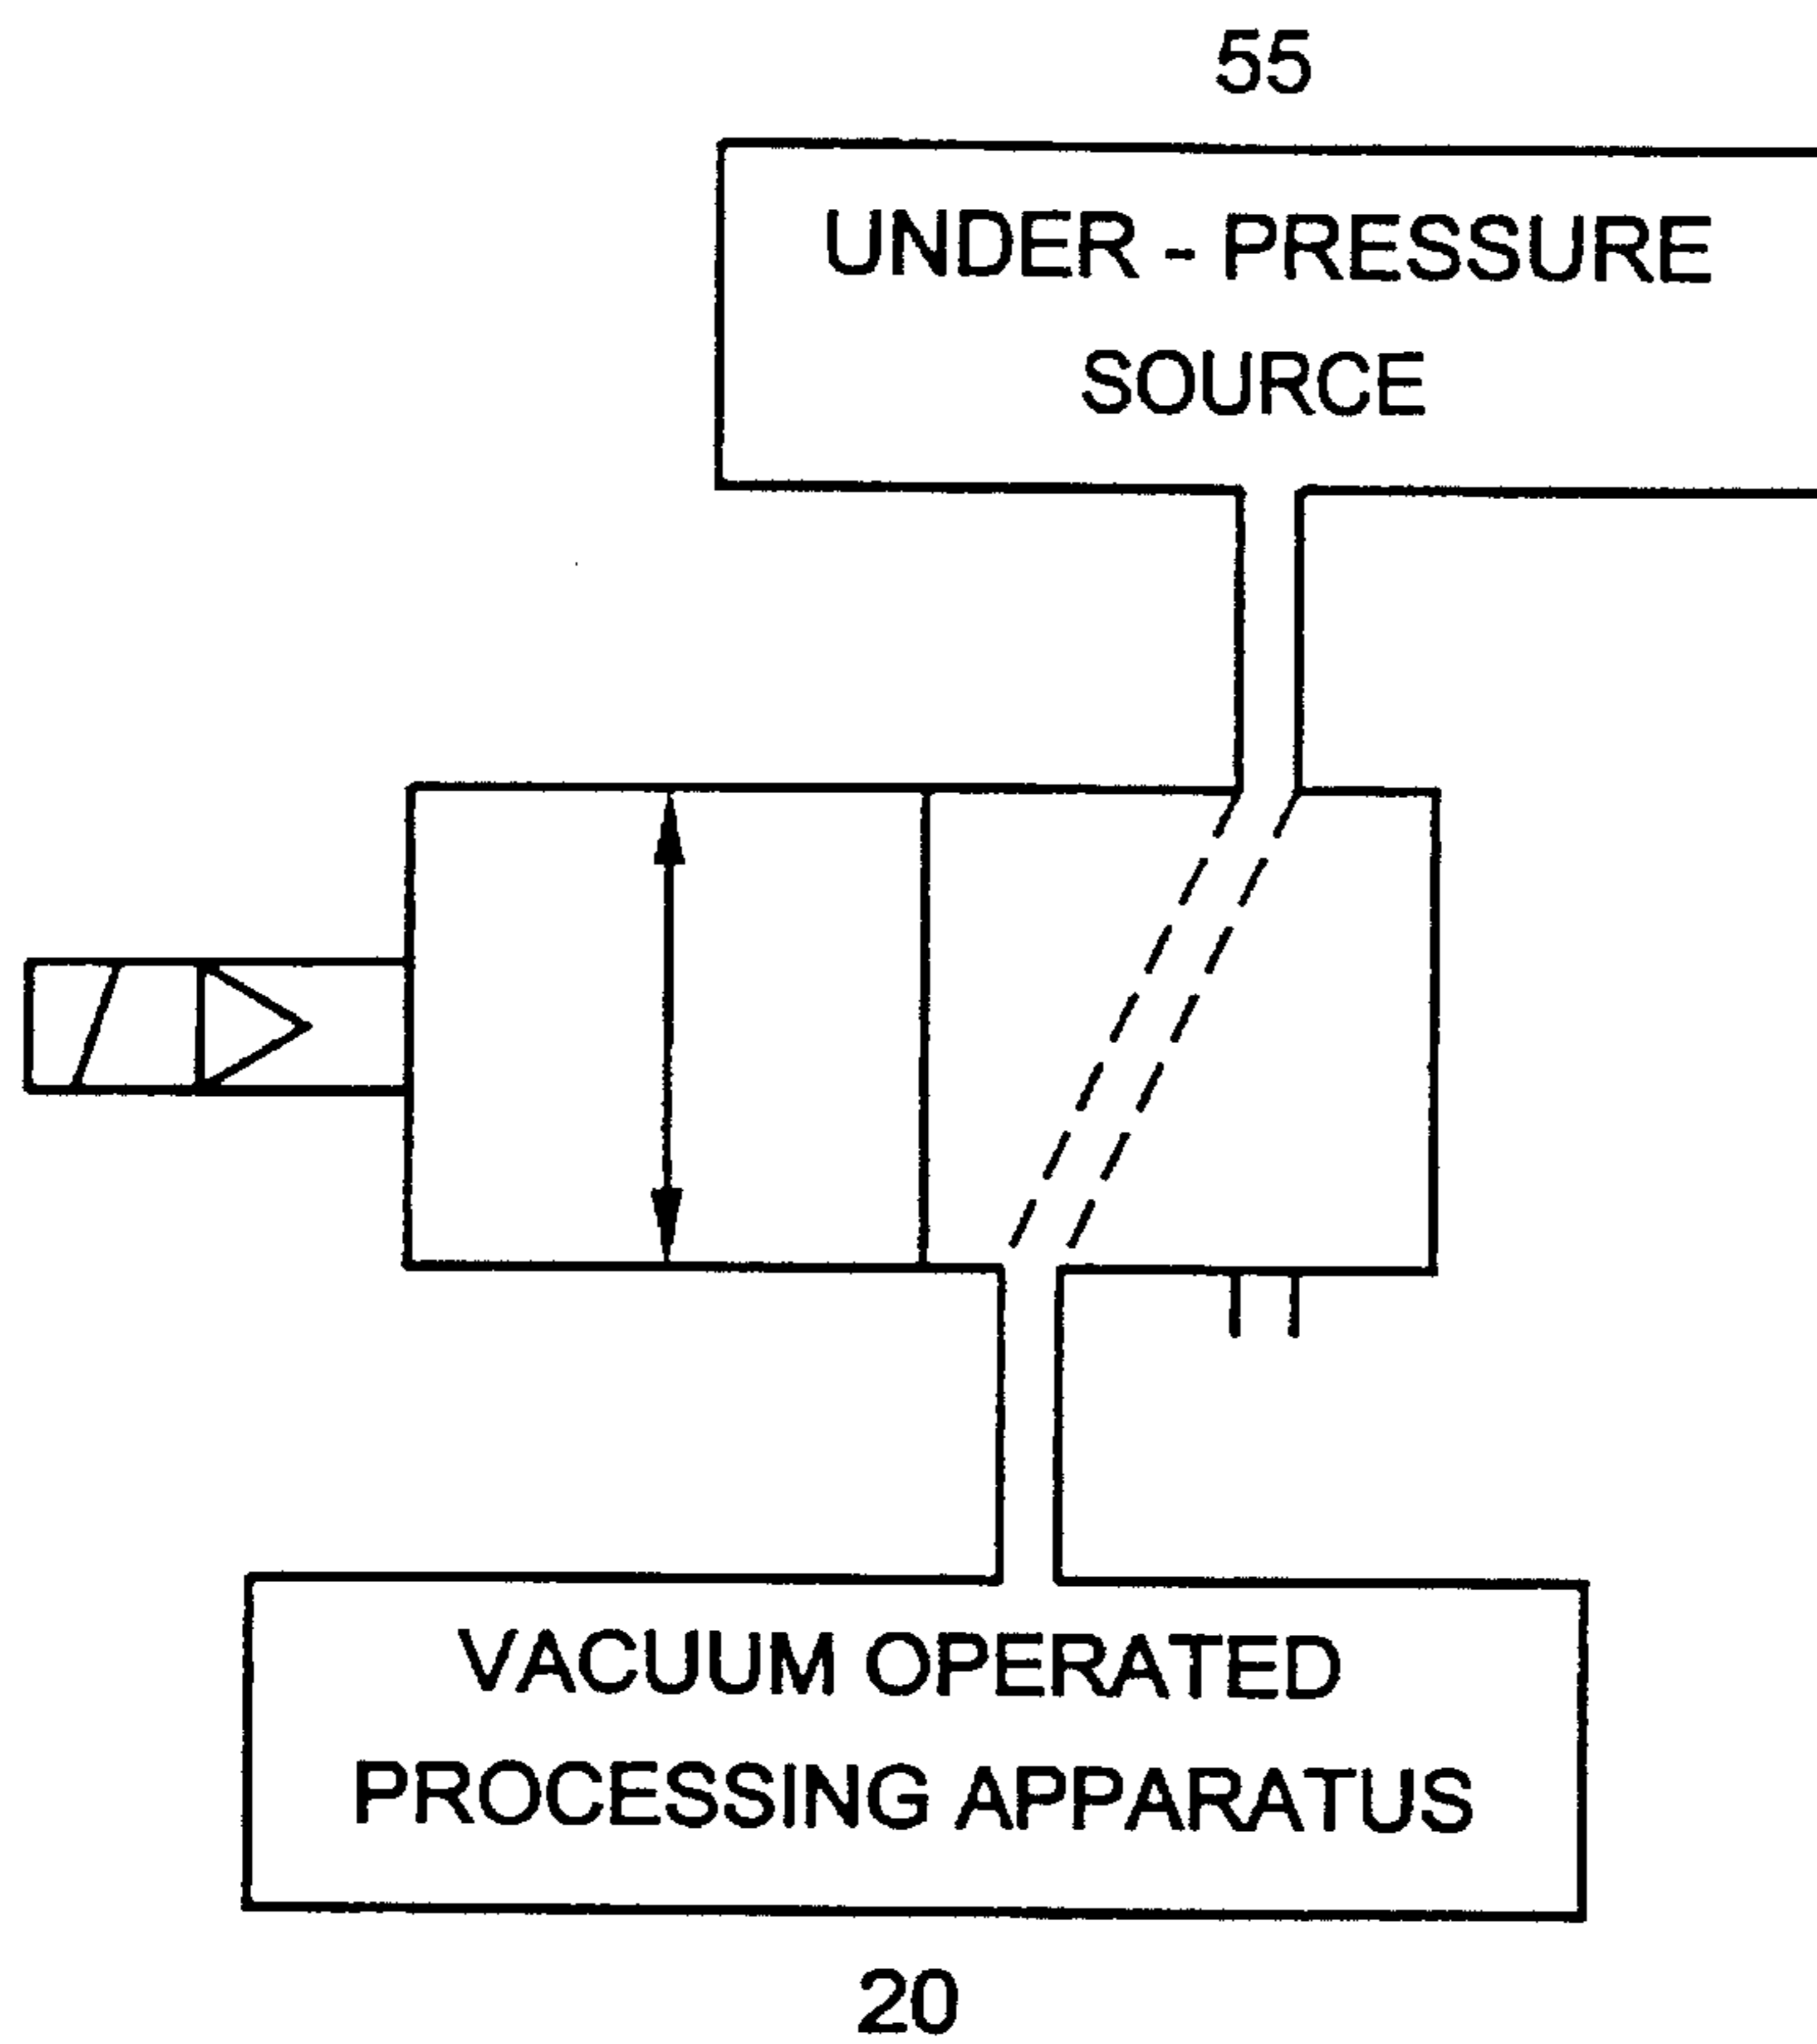 55
UNDER - PRESSURE
SOURCE
VACUUM OPERATED
PROCESSING APPARATUS
20